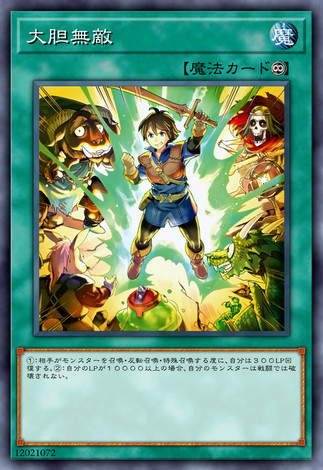 大胆無敵
魔
【魔法カード】
①:相手がモンスターを召喚・反転召喚・特殊召喚する度に、自分は３００LP回
復する。②:自分のLPが１００００以上の場合、自分のモンスターは戦闘では破
壊されない。
12021072